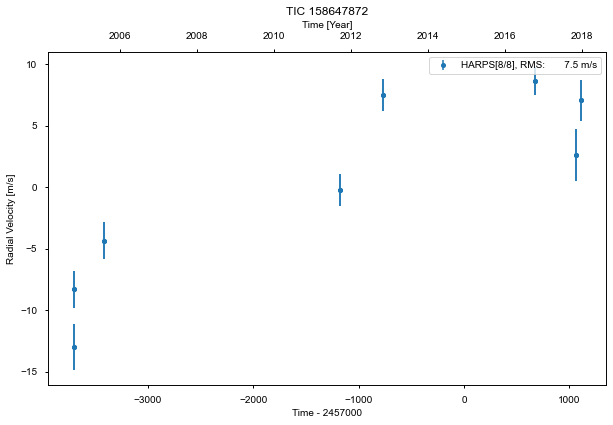 TIC 158647872
Time [Year]
2006 2008 2010 2012 2014 2016 2018
HARPS[8/8], RMS: 7.5 m/s
10
5
0
−5
−10
−15
Radial Velocity [m/s]
−3000 −2000 −1000 0 1000
Time - 2457000